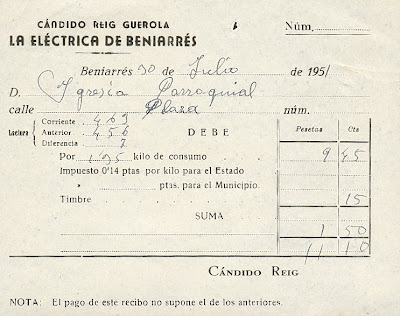 CÁNDIDO REIG GUEROLA
Núm.
LA ELÉCTRICA DE BENIARRÉS
Beniarrés 30 de Julio de 1951
D. Iglesia Parroquial
calle Plaza núm.
Lectura Corriente 463
Anterior 456
Diferencia 7
DEBE
Pesetas Cts
Por 1'35 kilo de consumo 9 45
Impuesto 0'14 ptas por kilo para el Estado
» ptas. para el Municipio.
Timbre 15
SUMA
1 50
11 10
CÁNDIDO REIG
NOTA: El pago de este recibo no supone el de los anteriores.